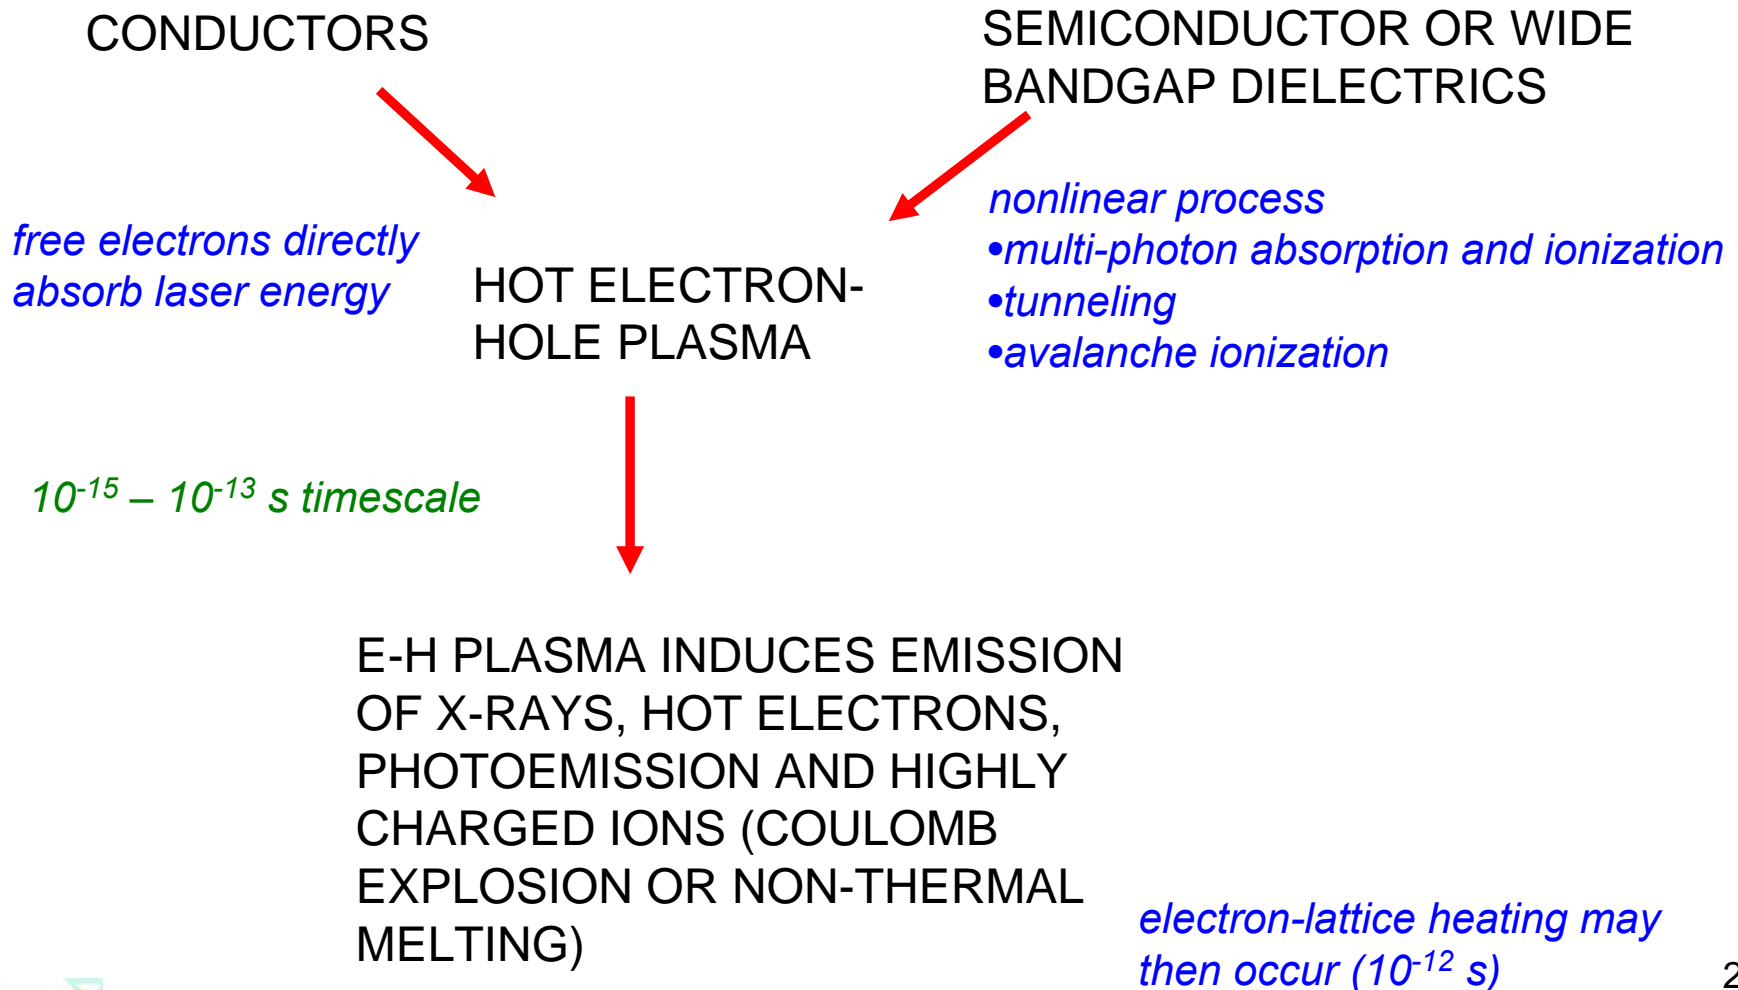 CONDUCTORS
SEMICONDUCTOR OR WIDE
BANDGAP DIELECTRICS
free electrons directly
absorb laser energy
HOT ELECTRON-
HOLE PLASMA
nonlinear process
•multi-photon absorption and ionization
•tunneling
•avalanche ionization
10⁻¹⁵ – 10⁻¹³ s timescale
E-H PLASMA INDUCES EMISSION
OF X-RAYS, HOT ELECTRONS,
PHOTOEMISSION AND HIGHLY
CHARGED IONS (COULOMB
EXPLOSION OR NON-THERMAL
MELTING)
electron-lattice heating may
then occur (10⁻¹² s)
2